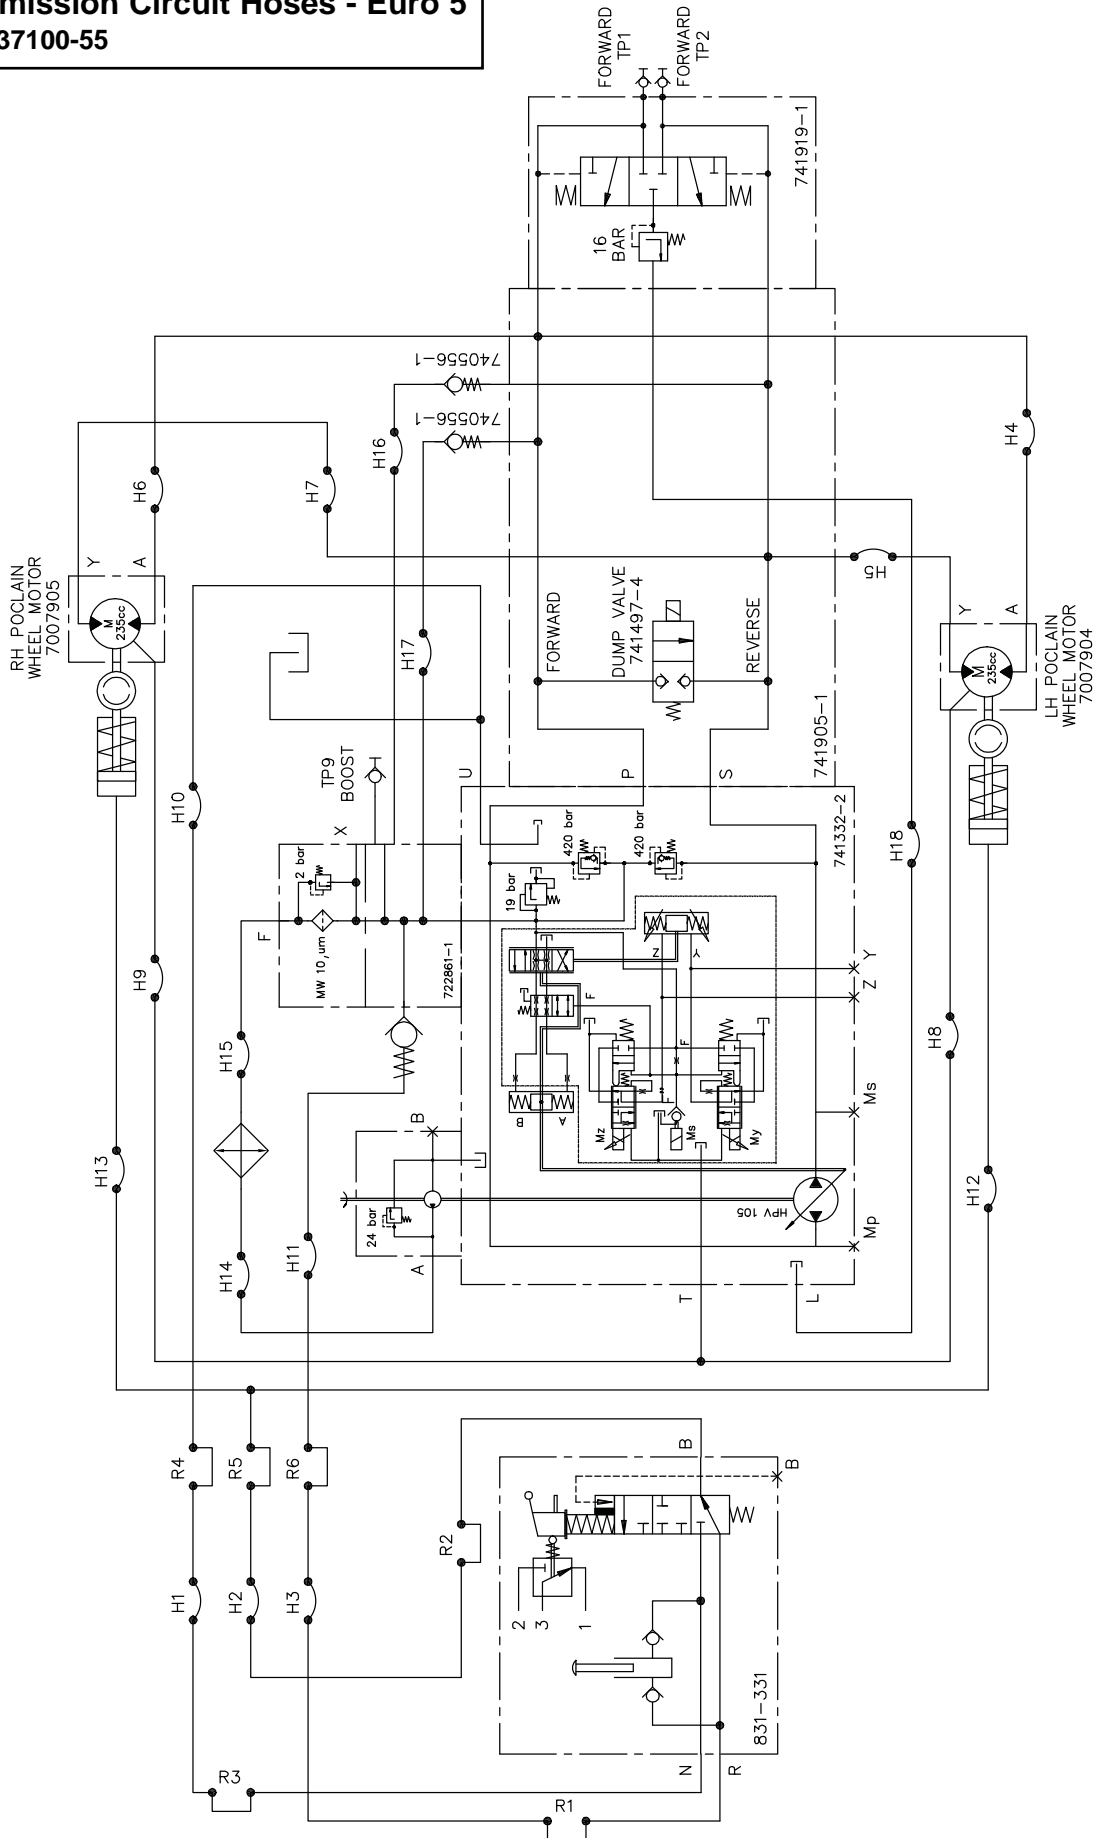 mission Circuit Hoses - Euro 5
37100-55
FORWARD
TP1
FORWARD
TP2
741919-1
16
BAR
740556-1
740556-1
H16
H4
H6
H7
RH POCLAIN
WHEEL MOTOR
7007905
Y
A
M
235cc
H5
H17
FORWARD
DUMP VALVE
741497-4
REVERSE
Y
A
M
235cc
LH POCLAIN
WHEEL MOTOR
7007904
741905-1
TP9
BOOST
U
P
S
H10
X
2 bar
F
MW 10,um
722861-1
19 bar
420 bar
420 bar
741332-2
H18
H9
Z
Y
Y
Z
F
H15
H8
F
B
A
Mz
Ms
My
Ms
B
H13
H12
24 bar
HPV 105
Mp
A
H14
H11
T
L
R4
R5
R6
B
B
R2
H1
H2
H3
2
3
1
831-331
N
R
R3
R1